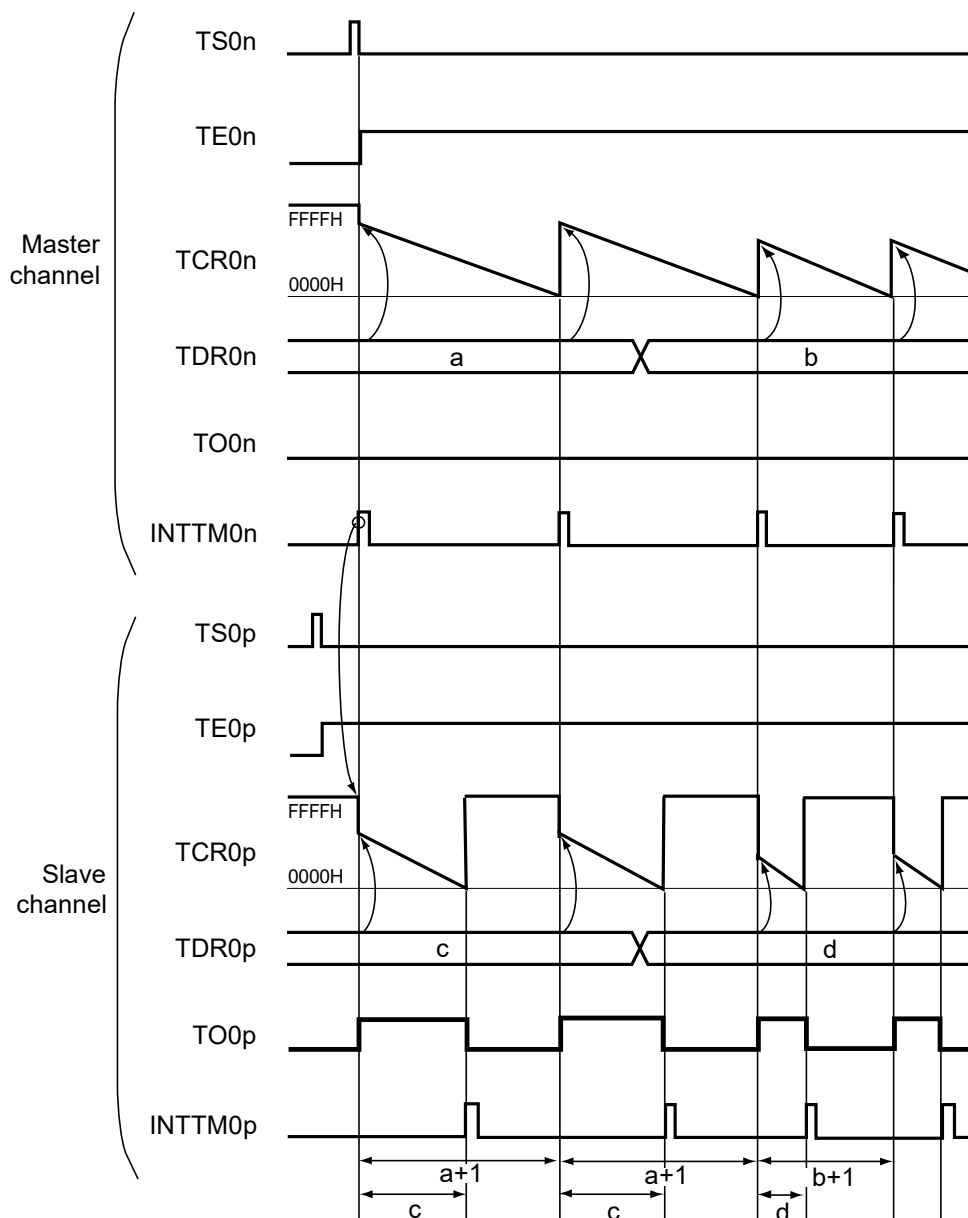 TS0n
TE0n
FFFFH
Master
channel
TCR0n
0000H
TDR0n
a
b
TO0n
INTTM0n
TS0p
TE0p
FFFFH
TCR0p
0000H
Slave
channel
TDR0p
c
d
TO0p
INTTM0p
a+1
a+1
b+1
c
c
d